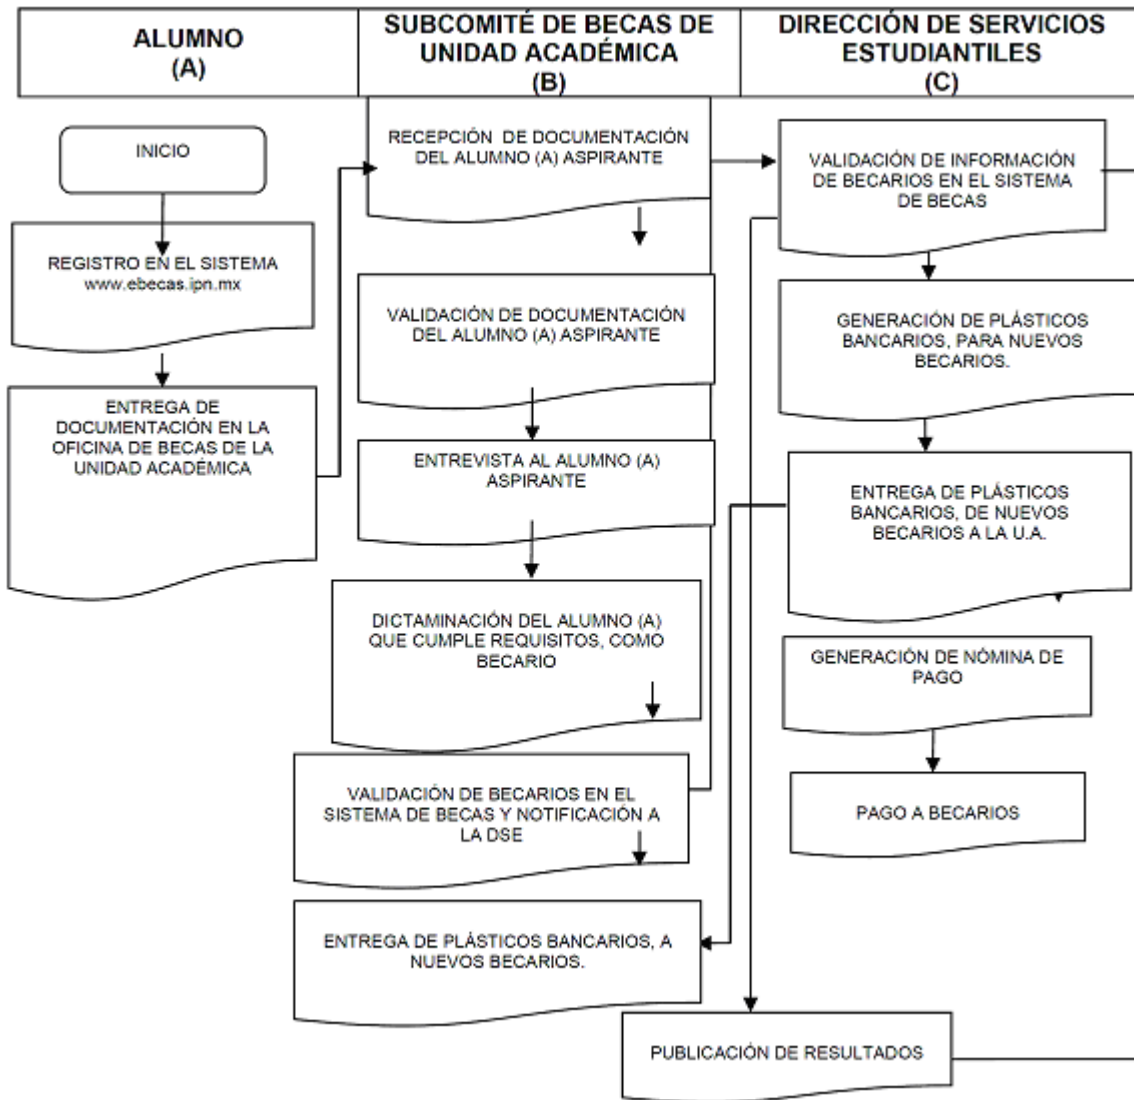 ALUMNO
(A)
SUBCOMITÉ DE BECAS DE
UNIDAD ACADÉMICA
(B)
DIRECCIÓN DE SERVICIOS
ESTUDIANTILES
(C)
INICIO
REGISTRO EN EL SISTEMA
www.ebecas.ipn.mx
ENTREGA DE
DOCUMENTACIÓN EN LA
OFICINA DE BECAS DE LA
UNIDAD ACADÉMICA
RECEPCIÓN DE DOCUMENTACIÓN
DEL ALUMNO (A) ASPIRANTE
VALIDACIÓN DE DOCUMENTACIÓN
DEL ALUMNO (A) ASPIRANTE
ENTREVISTA AL ALUMNO (A)
ASPIRANTE
DICTAMINACIÓN DEL ALUMNO (A)
QUE CUMPLE REQUISITOS, COMO
BECARIO
VALIDACIÓN DE BECARIOS EN EL
SISTEMA DE BECAS Y NOTIFICACIÓN A
LA DSE
ENTREGA DE PLÁSTICOS BANCARIOS, A
NUEVOS BECARIOS.
VALIDACIÓN DE INFORMACIÓN
DE BECARIOS EN EL SISTEMA
DE BECAS
GENERACIÓN DE PLÁSTICOS
BANCARIOS, PARA NUEVOS
BECARIOS.
ENTREGA DE PLÁSTICOS
BANCARIOS, DE NUEVOS
BECARIOS A LA U.A.
GENERACIÓN DE NÓMINA DE
PAGO
PAGO A BECARIOS
PUBLICACIÓN DE RESULTADOS